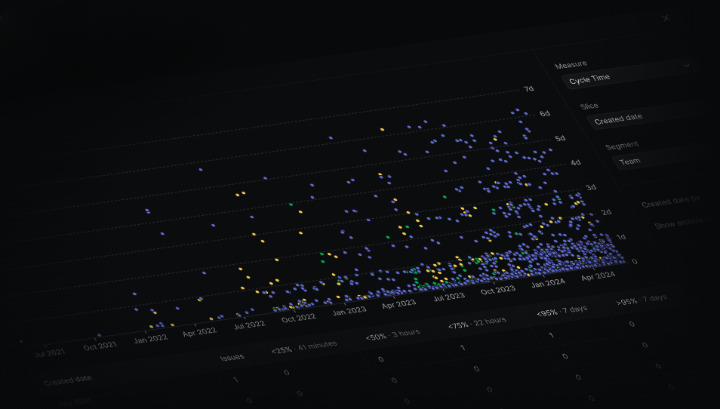 Measure
Cycle Time
Slice
Created date
Segment
Team
7d
6d
5d
4d
3d
2d
1d
0
Jul 2021
Oct 2021
Jan 2022
Apr 2022
Jul 2022
Oct 2022
Jan 2023
Apr 2023
Jul 2023
Oct 2023
Jan 2024
Apr 2024
Created date
Issues
<25% · 41 minutes
<50% · 3 hours
<75% · 22 hours
<95% · 7 days
>95% · 7 days
1 0 0 1 1 0
0 0 0 0 0 0